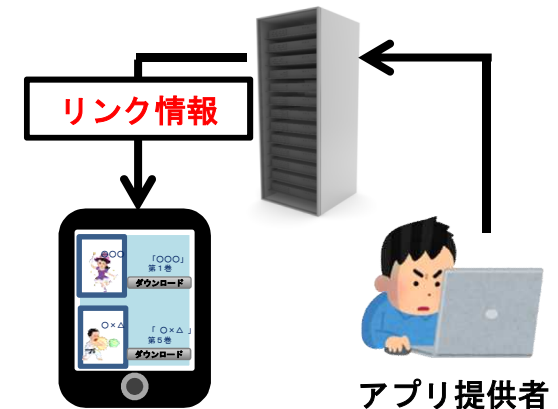 リンク情報
○○○
「○○○」
第1巻
ダウンロード
○×△
「 ○×△ 」
第5巻
ダウンロード
アプリ提供者